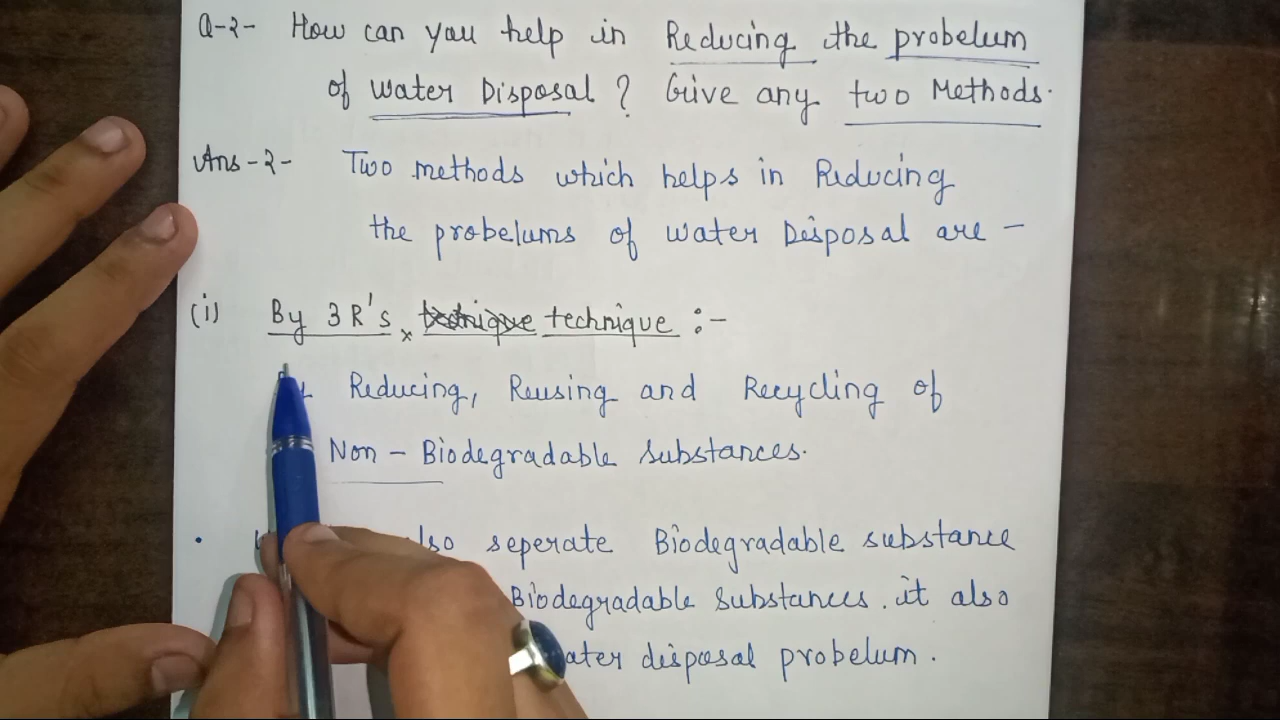 Q-2- How can you help in Reducing the probelum
of water Disposal ? Give any two Methods.
Ans-2- Two methods which helps in Reducing
the probelums of water Disposal are -
(i) By 3R's technique :-
Reducing, Reusing and Recycling of
Non - Biodegradable substances.
• also seperate Biodegradable substance
Biodegradable substances. it also
disposal probelum.